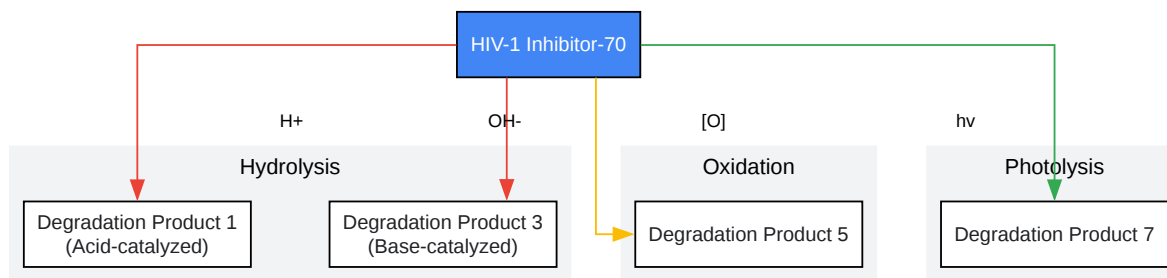 HIV-1 Inhibitor-70
H+
OH-
[O]
hv
Hydrolysis
Oxidation
Photolysis
Degradation Product 1
(Acid-catalyzed)
Degradation Product 3
(Base-catalyzed)
Degradation Product 5
Degradation Product 7